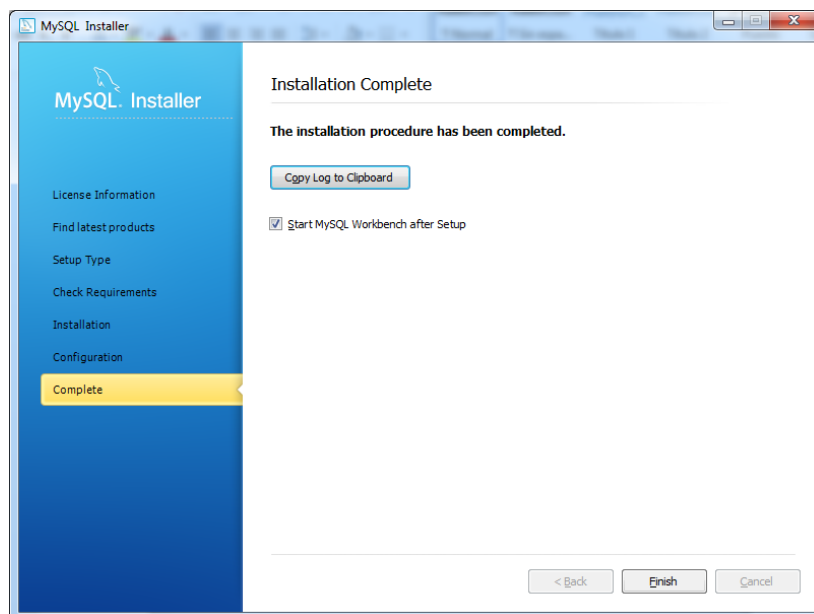 MySQL Installer
MySQL. Installer
License Information
Find latest products
Setup Type
Check Requirements
Installation
Configuration
Complete
Installation Complete
The installation procedure has been completed.
Copy Log to Clipboard
Start MySQL Workbench after Setup
< Back
Finish
Cancel